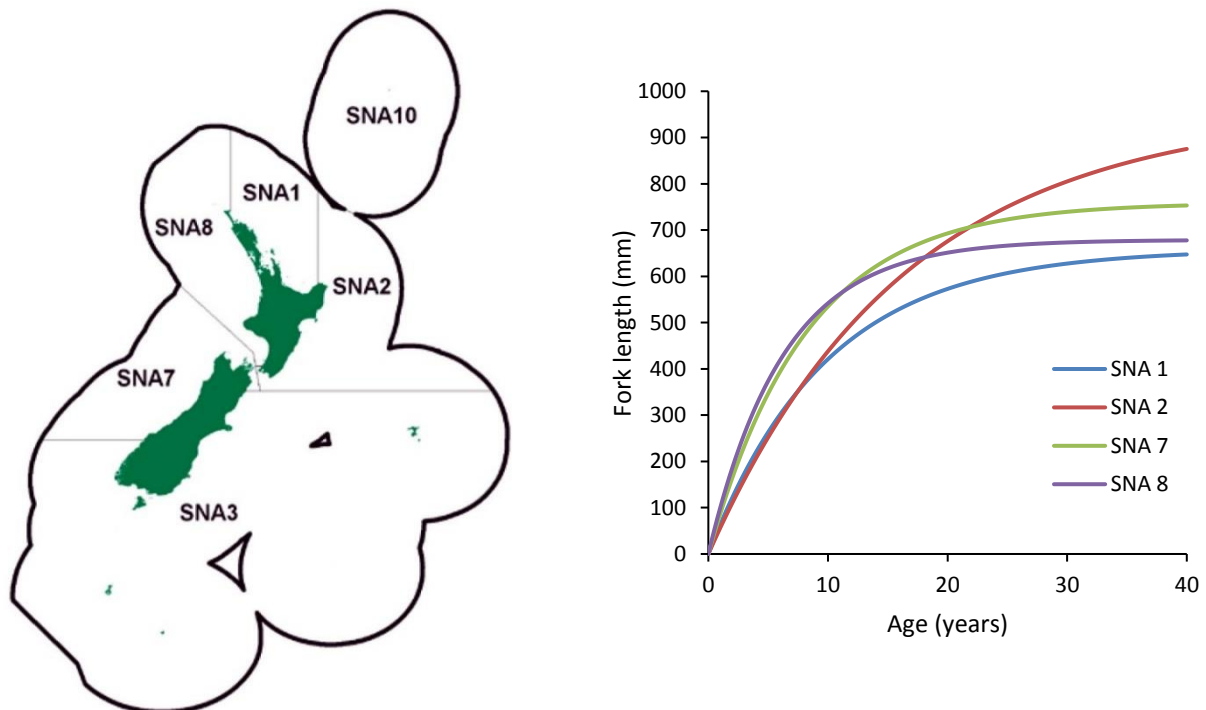 SNA10
SNA1
SNA8
SNA2
SNA7
SNA3
Fork length (mm)
1000
900
800
700
600
500
400
300
200
100
0
0 10 20 30 40
Age (years)
SNA 1
SNA 2
SNA 7
SNA 8